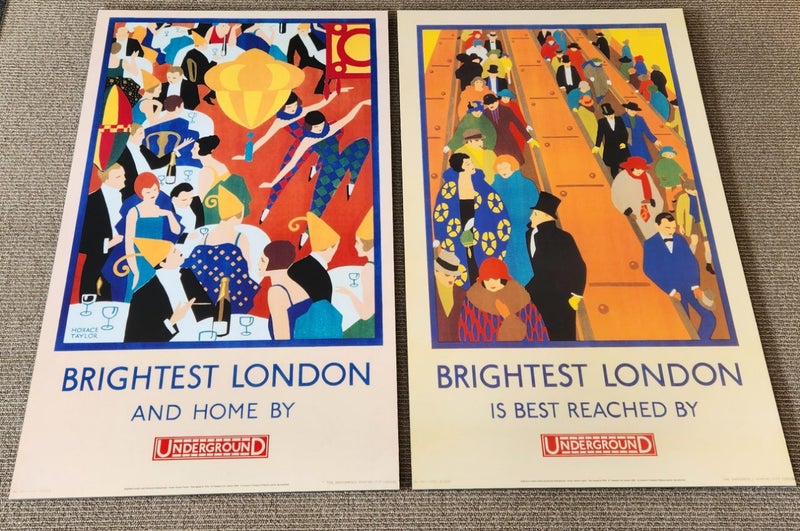 HORACE
TAYLOR
BRIGHTEST LONDON
AND HOME BY
UNDERGROUND
BRIGHTEST LONDON
IS BEST REACHED BY
UNDERGROUND